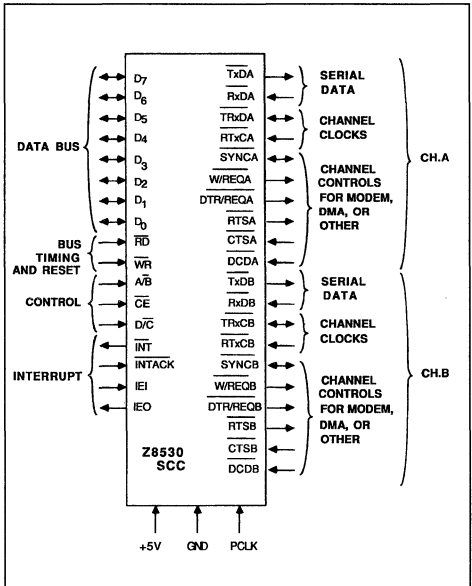 DATA BUS
BUS
TIMING
AND RESET
CONTROL
INTERRUPT
D7
D6
D5
D4
D3
D2
D1
D0
RD
WR
A/B
CE
D/C
INT
INTACK
IEI
IEO
TxDA
RxDA
TRxDA
RTxCA
SYNCA
W/REQA
DTR/REQA
RTSA
CTSA
DCDA
TxDB
RxDB
TRxCB
RTxCB
SYNCB
W/REQB
DTR/REQB
RTSB
CTSB
DCDB
Z8530
SCC
SERIAL
DATA
CHANNEL
CLOCKS
CHANNEL
CONTROLS
FOR MODEM,
DMA, OR
OTHER
CH.A
SERIAL
DATA
CHANNEL
CLOCKS
CHANNEL
CONTROLS
FOR MODEM,
DMA, OR
OTHER
CH.B
+5V GND PCLK